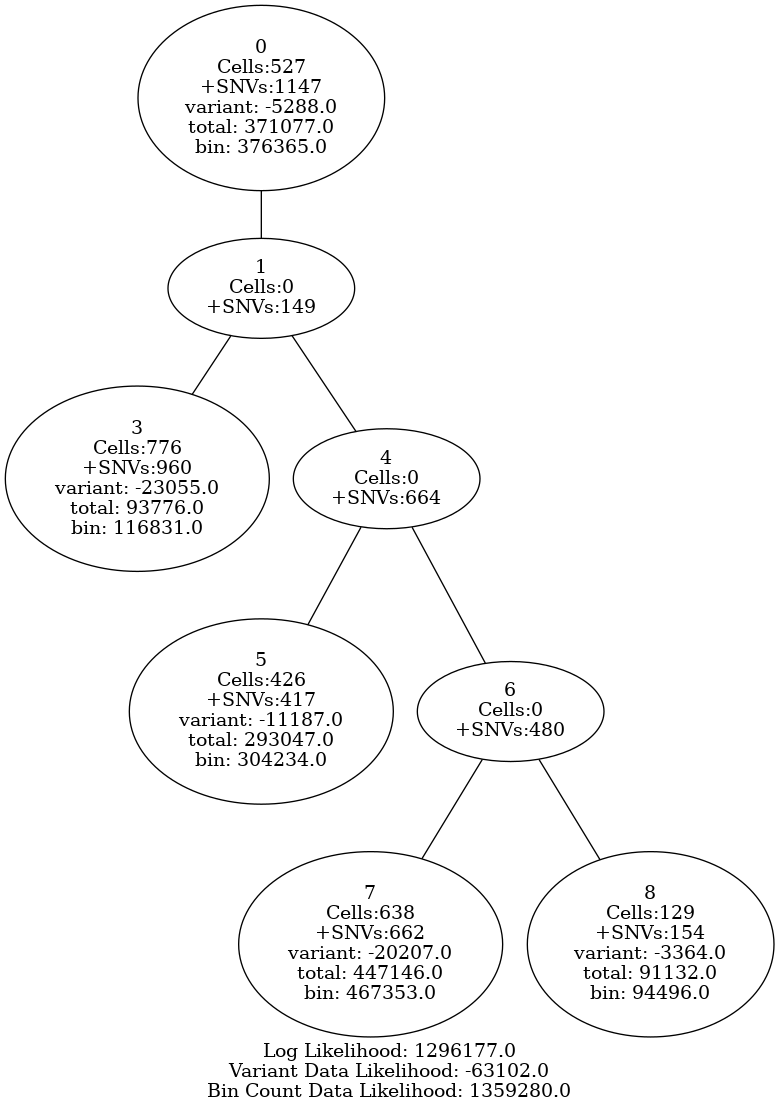 0
Cells:527
+SNVs:1147
variant: -5288.0
total: 371077.0
bin: 376365.0
1
Cells:0
+SNVs:149
3
Cells:776
+SNVs:960
variant: -23055.0
total: 93776.0
bin: 116831.0
4
Cells:0
+SNVs:664
5
Cells:426
+SNVs:417
variant: -11187.0
total: 293047.0
bin: 304234.0
6
Cells:0
+SNVs:480
7
Cells:638
+SNVs:662
variant: -20207.0
total: 447146.0
bin: 467353.0
8
Cells:129
+SNVs:154
variant: -3364.0
total: 91132.0
bin: 94496.0
Log Likelihood: 1296177.0
Variant Data Likelihood: -63102.0
Bin Count Data Likelihood: 1359280.0